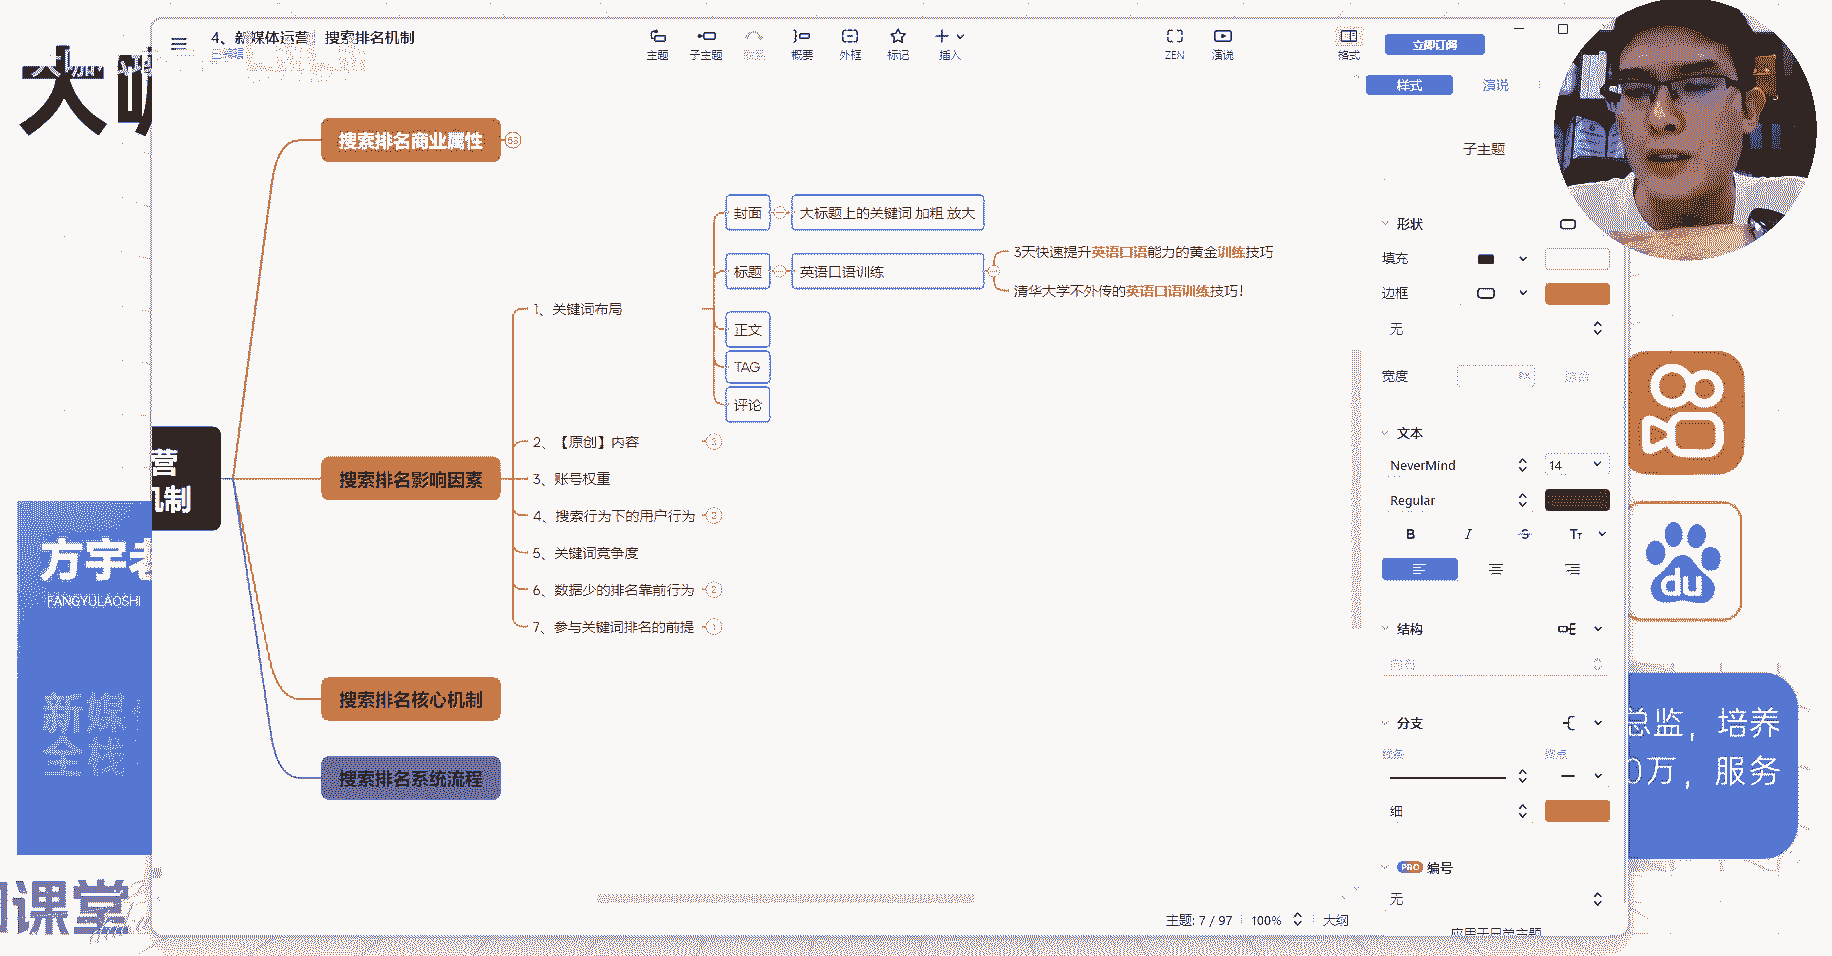 4、新媒体运营 搜索排名机制
已编辑
主题
子主题
概要
外框
标记
插入
ZEN
演说
格式
立即订阅
样式
演说
大
方宇老
FANGYULAOSHI
新媒
全栈
课堂
营
机制
搜索排名商业属性
搜索排名影响因素
搜索排名核心机制
搜索排名系统流程
1、关键词布局
封面
大标题上的关键词 加粗 放大
标题
英语口语训练
3天快速提升英语口语能力的黄金训练技巧
清华大学不外传的英语口语训练技巧！
正文
TAG
评论
2、【原创】内容
3
3、账号权重
4、搜索行为下的用户行为
5、关键词竞争度
6、数据少的排名靠前行为
2
7、参与关键词排名的前提
1
子主题
形状
填充
边框
无
宽度
文本
NeverMind
14
Regular
B
I
S
Tт
结构
分支
线条
终点
细
PRO 编号
无
应用于已有主题
主题: 7 / 97
100%
大纲
du
总监，培养
0万，服务